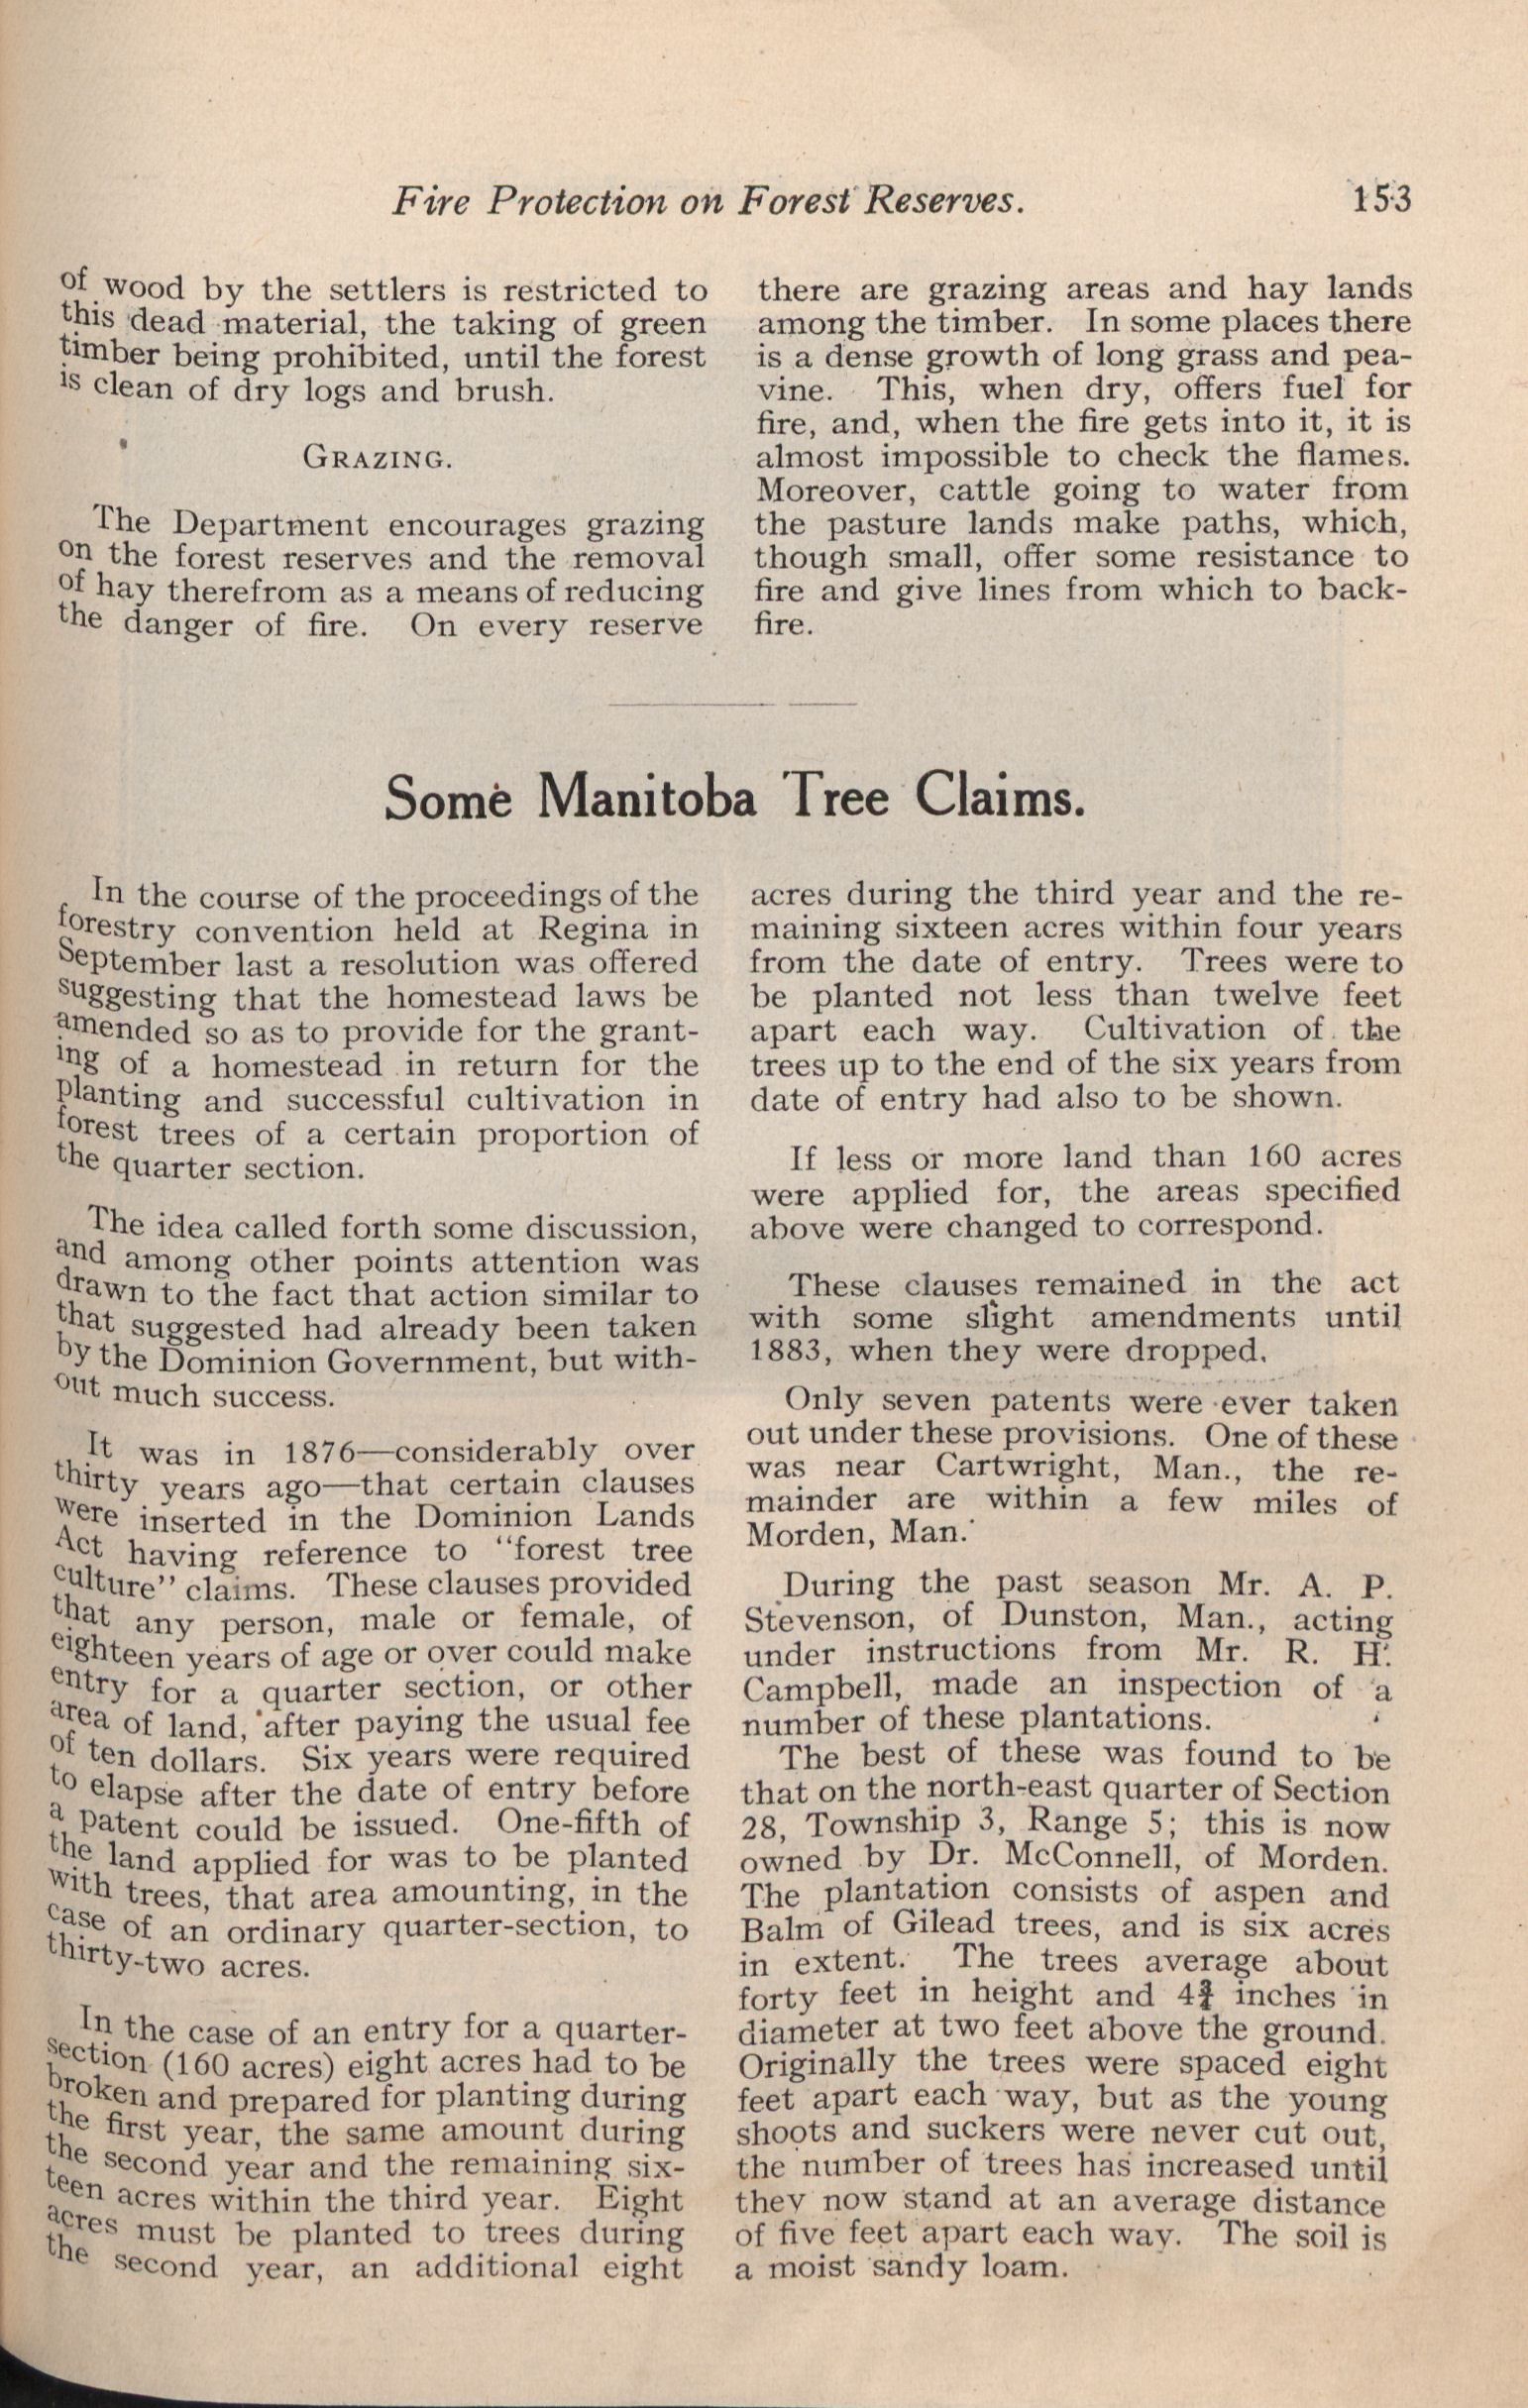 Fire Protection on Forest Reserves. 153
of wood by the settlers is restricted to
this dead material, the taking of green
timber being prohibited, until the forest
is clean of dry logs and brush.
GRAZING.
The Department encourages grazing
on the forest reserves and the removal
of hay therefrom as a means of reducing
the danger of fire. On every reserve
there are grazing areas and hay lands
among the timber. In some places there
is a dense growth of long grass and pea-
vine. This, when dry, offers fuel for
fire, and, when the fire gets into it, it is
almost impossible to check the flames.
Moreover, cattle going to water from
the pasture lands make paths, which,
though small, offer some resistance to
fire and give lines from which to back-
fire.
Some Manitoba Tree Claims.
In the course of the proceedings of the
forestry convention held at Regina in
September last a resolution was offered
suggesting that the homestead laws be
amended so as to provide for the grant-
ing of a homestead in return for the
planting and successful cultivation in
forest trees of a certain proportion of
the quarter section.
The idea called forth some discussion,
and among other points attention was
drawn to the fact that action similar to
that suggested had already been taken
by the Dominion Government, but with-
out much success.
It was in 1876—considerably over
thirty years ago—that certain clauses
were inserted in the Dominion Lands
Act having reference to "forest tree
culture" claims. These clauses provided
that any person, male or female, of
eighteen years of age or over could make
entry for a quarter section, or other
area of land, after paying the usual fee
of ten dollars. Six years were required
to elapse after the date of entry before
a patent could be issued. One-fifth of
the land applied for was to be planted
with trees, that area amounting, in the
case of an ordinary quarter-section, to
thirty-two acres.
In the case of an entry for a quarter-
section (160 acres) eight acres had to be
broken and prepared for planting during
the first year, the same amount during
the second year and the remaining six-
teen acres within the third year. Eight
acres must be planted to trees during
the second year, an additional eight
acres during the third year and the re-
maining sixteen acres within four years
from the date of entry. Trees were to
be planted not less than twelve feet
apart each way. Cultivation of the
trees up to the end of the six years from
date of entry had also to be shown.
If less or more land than 160 acres
were applied for, the areas specified
above were changed to correspond.
These clauses remained in the act
with some slight amendments until
1883, when they were dropped.
Only seven patents were ever taken
out under these provisions. One of these
was near Cartwright, Man., the re-
mainder are within a few miles of
Morden, Man.
During the past season Mr. A. P.
Stevenson, of Dunston, Man., acting
under instructions from Mr. R. H.
Campbell, made an inspection of a
number of these plantations.
The best of these was found to be
that on the north-east quarter of Section
28, Township 3, Range 5; this is now
owned by Dr. McConnell, of Morden.
The plantation consists of aspen and
Balm of Gilead trees, and is six acres
in extent. The trees average about
forty feet in height and 4¾ inches in
diameter at two feet above the ground.
Originally the trees were spaced eight
feet apart each way, but as the young
shoots and suckers were never cut out,
the number of trees has increased until
they now stand at an average distance
of five feet apart each way. The soil is
a moist sandy loam.